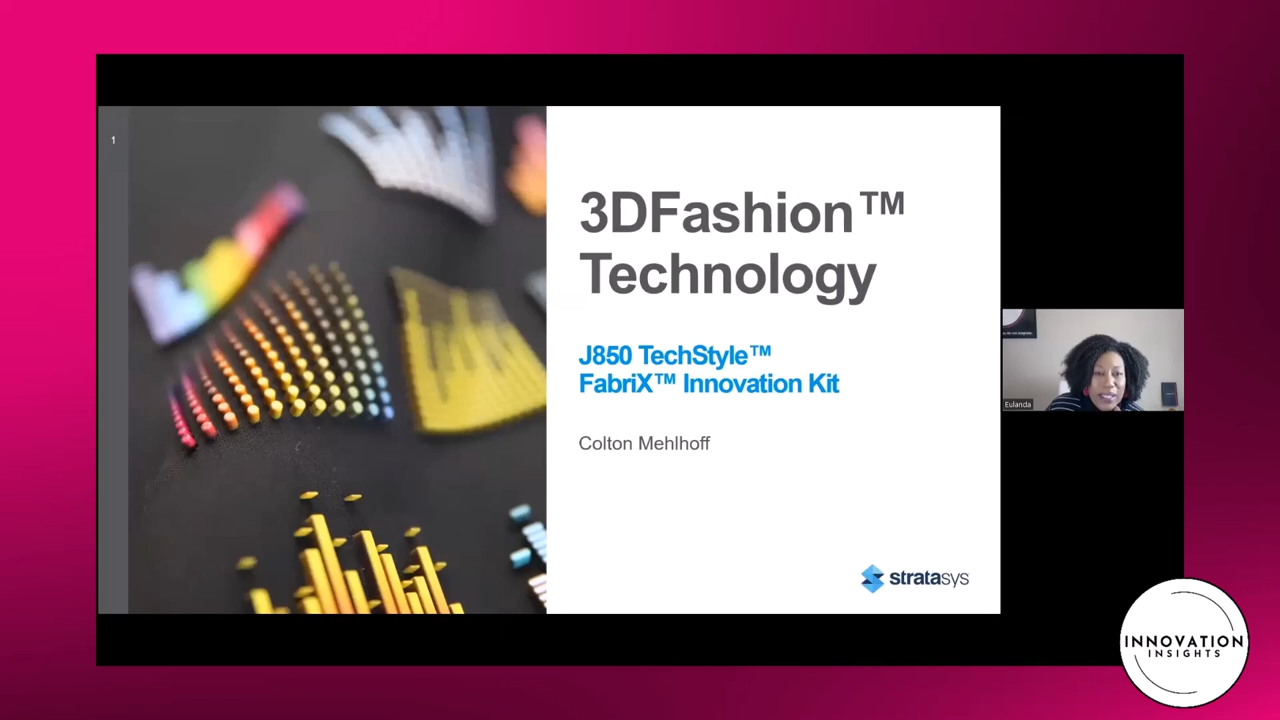 1
3DFashion™
Technology
J850 TechStyle™
FabriX™ Innovation Kit
Colton Mehlhoff
stratasys
Eulanda
INNOVATION
INSIGHTS